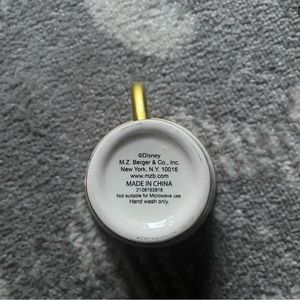 ©Disney
M.Z. Berger & Co., Inc.
New York, N.Y. 10016
www.mzb.com
MADE IN CHINA
2108193818
Not suitable for Microwave use
Hand wash only.